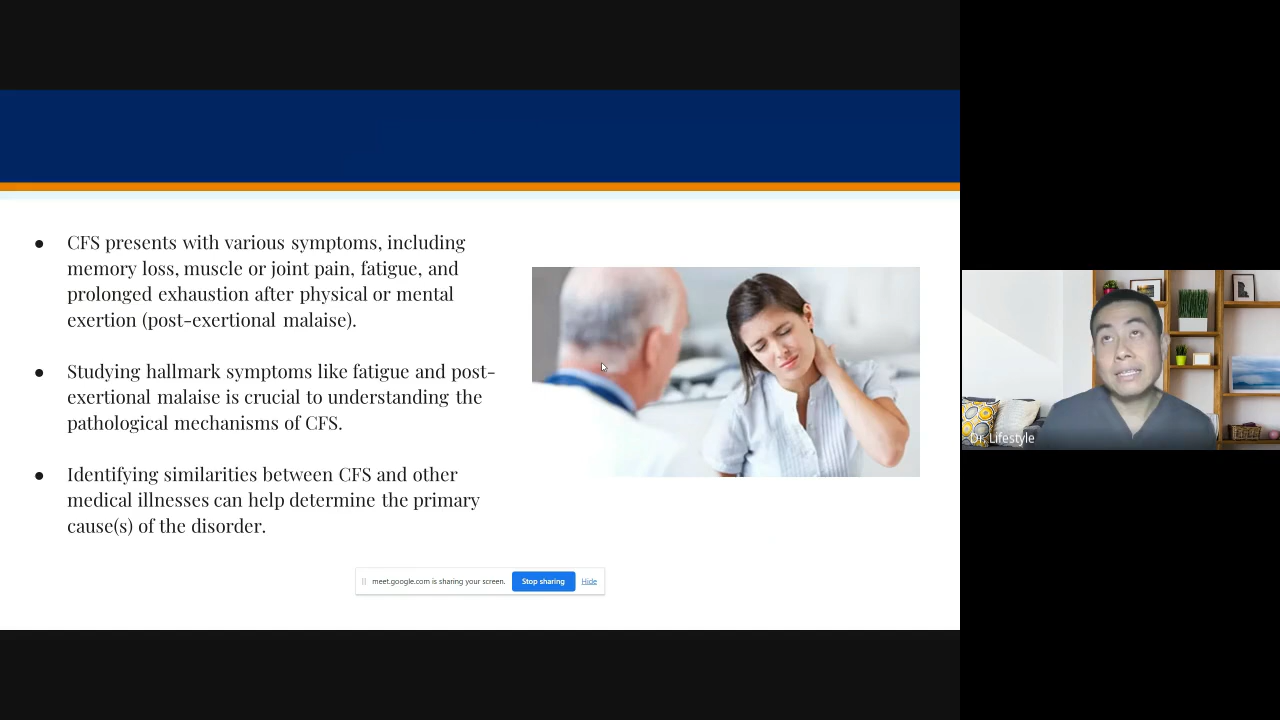 ● CFS presents with various symptoms, including
memory loss, muscle or joint pain, fatigue, and
prolonged exhaustion after physical or mental
exertion (post-exertional malaise).
● Studying hallmark symptoms like fatigue and post-
exertional malaise is crucial to understanding the
pathological mechanisms of CFS.
● Identifying similarities between CFS and other
medical illnesses can help determine the primary
cause(s) of the disorder.
meet.google.com is sharing your screen. Stop sharing Hide
Dr. Lifestyle